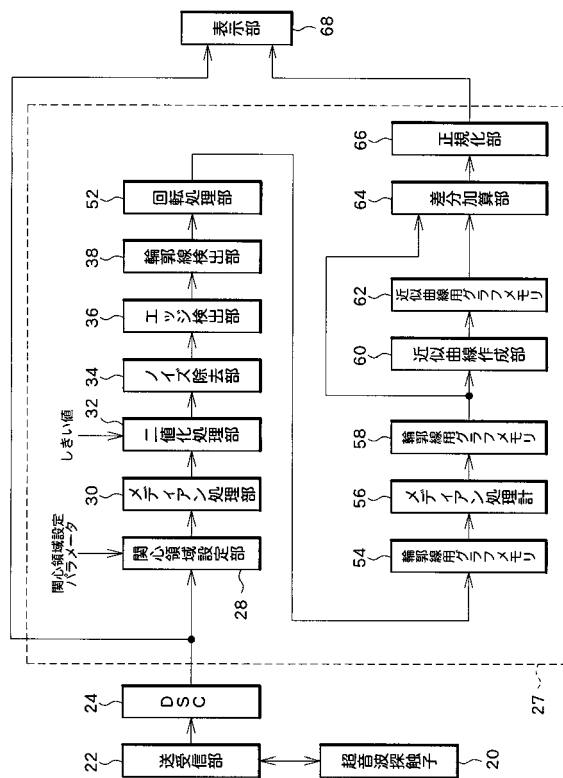 超音波探触子
20
送受信部
22
DSC
24
27
関心領域設定
パラメータ
関心領域設定部
28
メディアン処理部
30
しきい値
二値化処理部
32
ノイズ除去部
34
エッジ検出部
36
輪郭線検出部
38
回転処理部
52
輪郭線用グラフメモリ
54
メディアン処理計
56
輪郭線用グラフメモリ
58
近似曲線作成部
60
近似曲線用グラフメモリ
62
差分加算部
64
正規化部
66
表示部
68